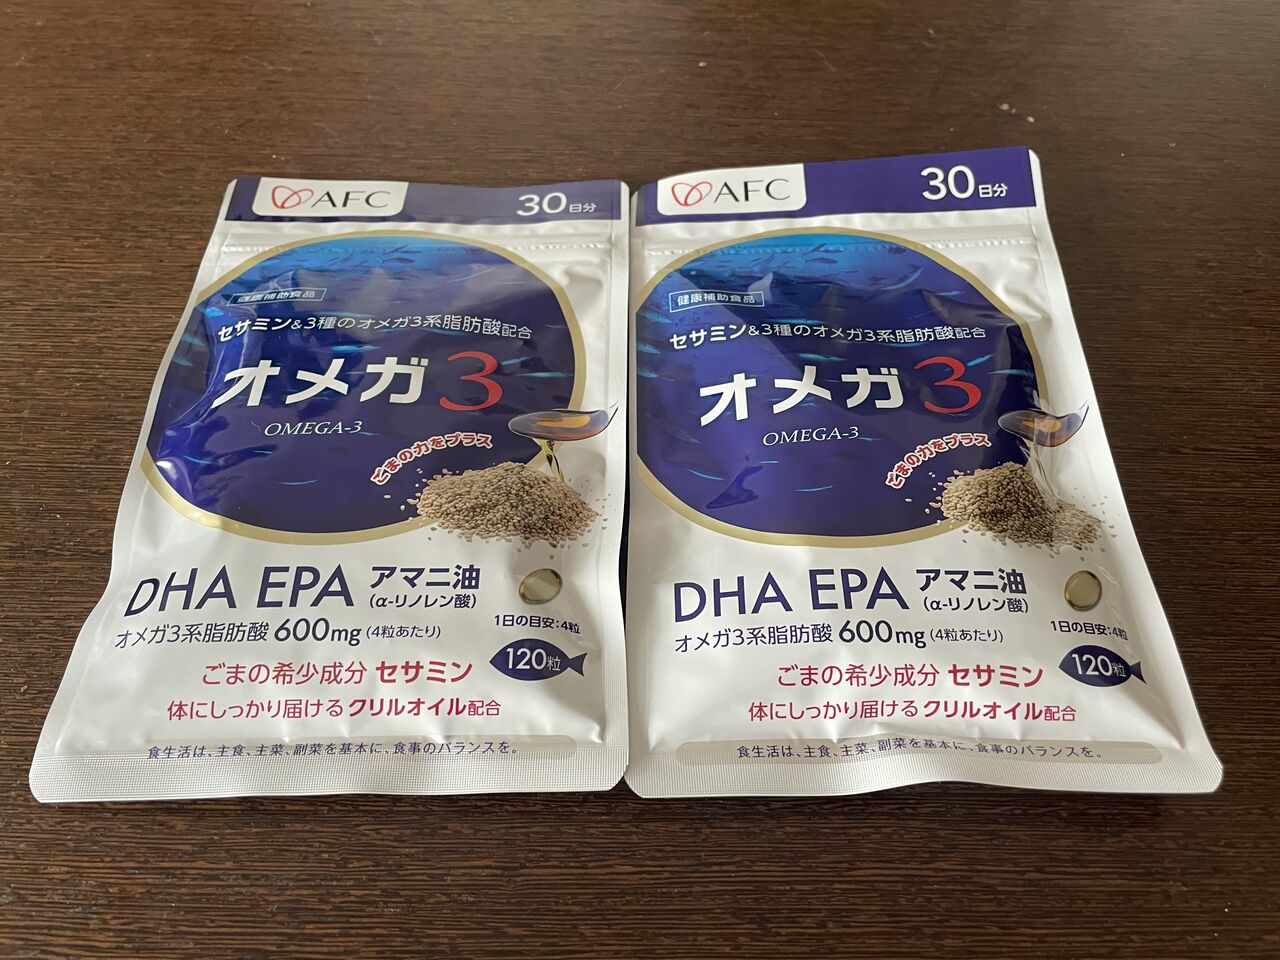 AFC
30日分
健康補助食品
セサミン&3種のオメガ3系脂肪酸配合
オメガ3
OMEGA-3
ごまの力をプラス
DHA EPA アマニ油
(α-リノレン酸)
オメガ3系脂肪酸 600mg (4粒あたり)
1日の目安:4粒
120粒
ごまの希少成分 セサミン
体にしっかり届けるクリルオイル配合
食生活は、主食、主菜、副菜を基本に、食事のバランスを。
AFC
30日分
健康補助食品
セサミン&3種のオメガ3系脂肪酸配合
オメガ3
OMEGA-3
ごまの力をプラス
DHA EPA アマニ油
(α-リノレン酸)
オメガ3系脂肪酸 600mg (4粒あたり)
1日の目安:4粒
120粒
ごまの希少成分 セサミン
体にしっかり届けるクリルオイル配合
食生活は、主食、主菜、副菜を基本に、食事のバランスを。